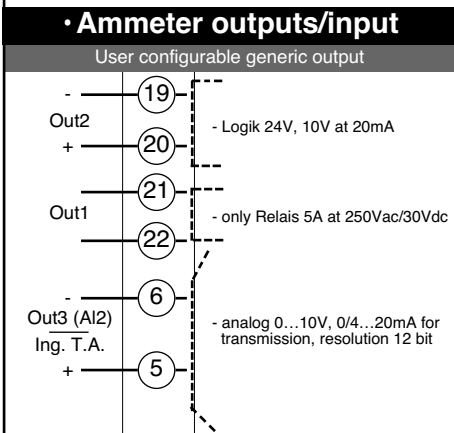 • Ammeter outputs/input
User configurable generic output
- 19
Out2
+ 20
- Logik 24V, 10V at 20mA
21
Out1
22
- only Relais 5A at 250Vac/30Vdc
- 6
Out3 (AI2)
Ing. T.A.
+ 5
- analog 0…10V, 0/4…20mA for
transmission, resolution 12 bit